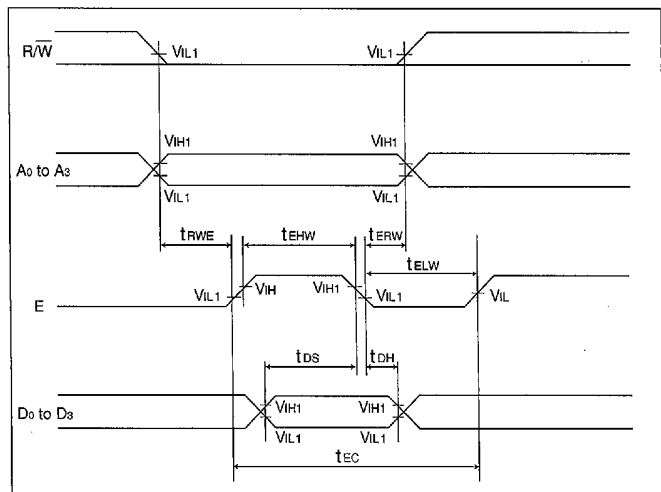 R/W̅ VIL1 VIL1
VIH1 VIH1
A0 to A3
VIL1 VIL1
tRWE tEHW tERW
tELW
VIL1 VIH VIH1 VIL1 VIL
E
tDS tDH
D0 to D3 VIH1 VIH1
VIL1 VIL1
tEC